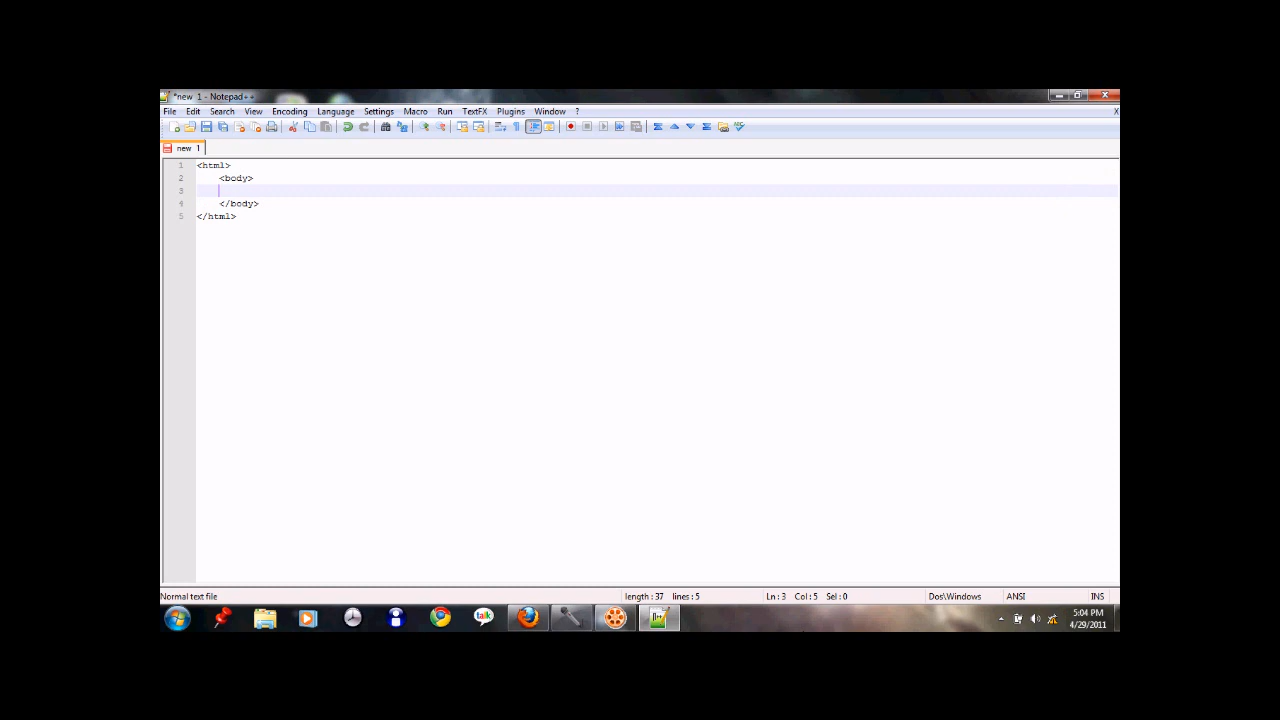 *new 1 - Notepad++
File Edit Search View Encoding Language Settings Macro Run TextFX Plugins Window ? X
new 1
1 <html>
2 <body>
3
4 </body>
5 </html>
Normal text file length : 37 lines : 5 Ln : 3 Col : 5 Sel : 0 Dos\Windows ANSI INS
talk
5:04 PM
4/29/2011